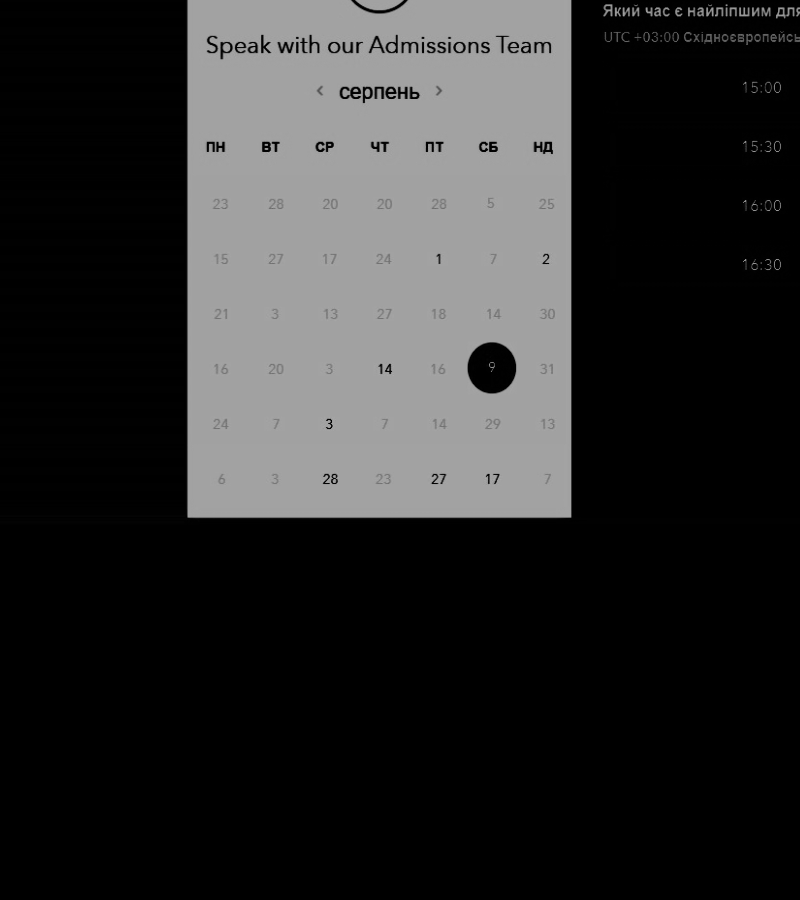 Який час є найліпшим для
UTC +03:00 Східноєвропейсь
Speak with our Admissions Team
серпень
ПН ВТ СР ЧТ ПТ СБ НД
23 28 20 20 28 5 25
15 27 17 24 1 7 2
21 3 13 27 18 14 30
16 20 3 14 16 9 31
24 7 3 7 14 29 13
6 3 28 23 27 17 7
15:00
15:30
16:00
16:30